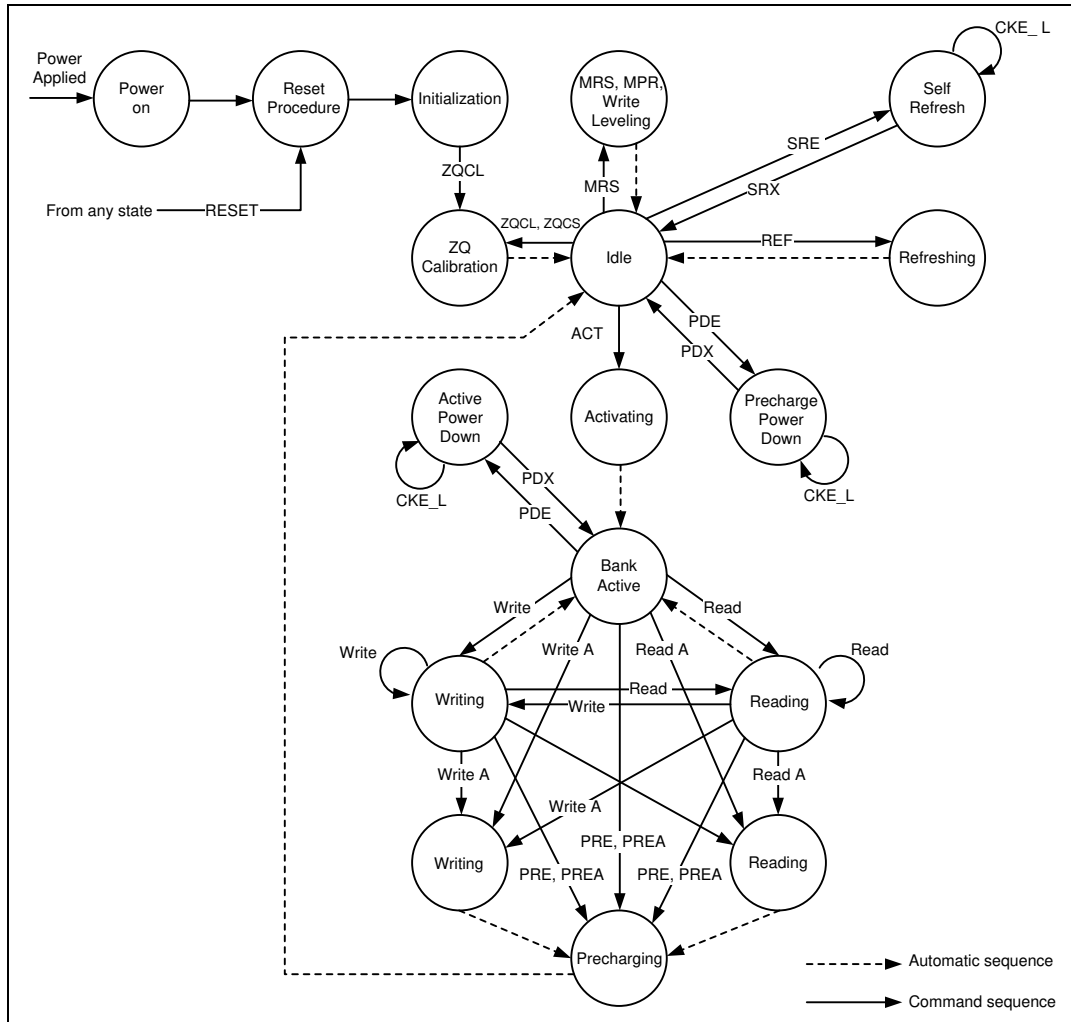 CKE_ L
Power
Applied
Power
on
Reset
Procedure
Initialization
MRS, MPR,
Write
Leveling
Self
Refresh
SRE
ZQCL
MRS
SRX
From any state
RESET
ZQCL, ZQCS
REF
ZQ
Calibration
Idle
Refreshing
PDE
ACT
PDX
Active
Power
Down
Activating
Precharge
Power
Down
PDX
CKE_L
CKE_L
PDE
Bank
Active
Write
Read
Write
Write A
Read A
Read
Read
Writing
Write
Reading
Write A
Read A
Write A
PRE, PREA
Writing
Reading
PRE, PREA
PRE, PREA
Precharging
Automatic sequence
Command sequence